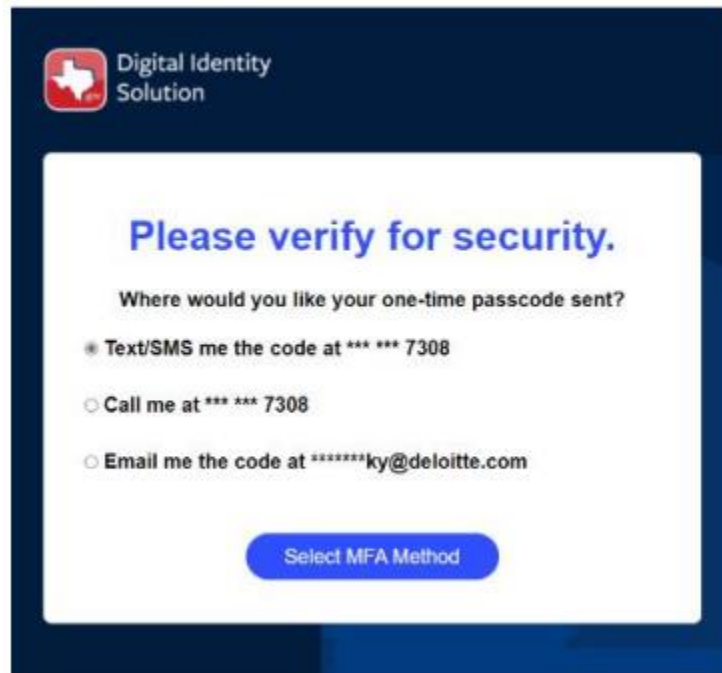 Digital Identity
Solution
Please verify for security.
Where would you like your one-time passcode sent?
Text/SMS me the code at *** *** 7308
Call me at *** *** 7308
Email me the code at *******ky@deloitte.com
Select MFA Method